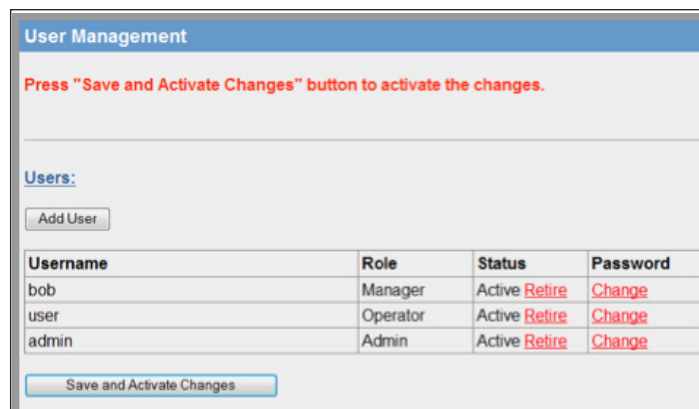 User Management
Press "Save and Activate Changes" button to activate the changes.
Users:
Add User
Username Role Status Password
bob Manager Active Retire Change
user Operator Active Retire Change
admin Admin Active Retire Change
Save and Activate Changes